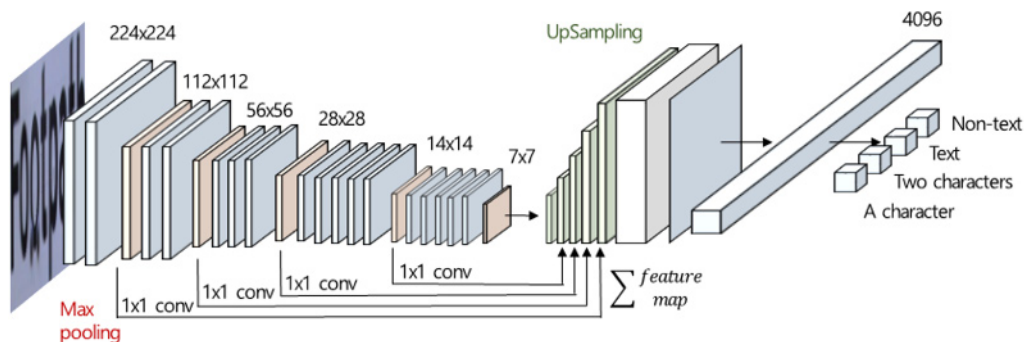 4096
UpSampling
224x224
112x112
56x56
28x28
14x14
7x7
Non-text
Text
Two characters
A character
1x1 conv
1x1 conv
1x1 conv
1x1 conv
∑ feature map
Max
pooling
Footpath